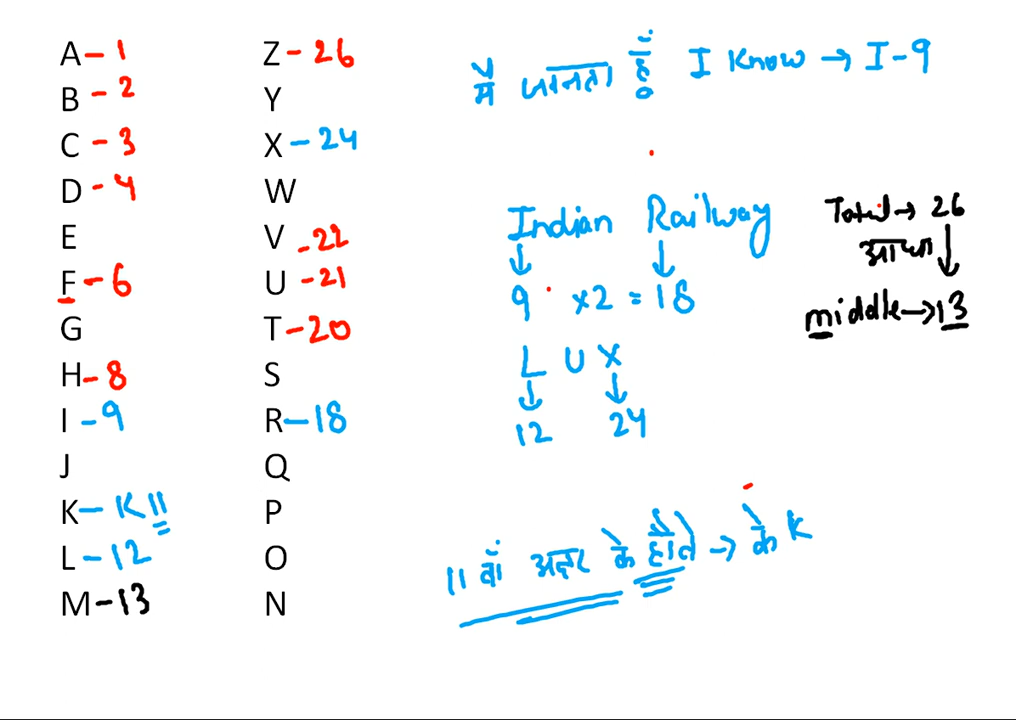 A - 1
B - 2
C - 3
D - 4
E
F - 6
G
H - 8
I - 9
J
K - K 11
L - 12
M - 13
Z - 26
Y
X - 24
W
V - 22
U - 21
T - 20
S
R - 18
Q
P
O
N
में जानता हूँ I Know → I - 9
Indian Railway
9 x2 = 18
L U X
12 24
Total → 26
आधा
middle → 13
11 वाँ अक्षर के होते → के K